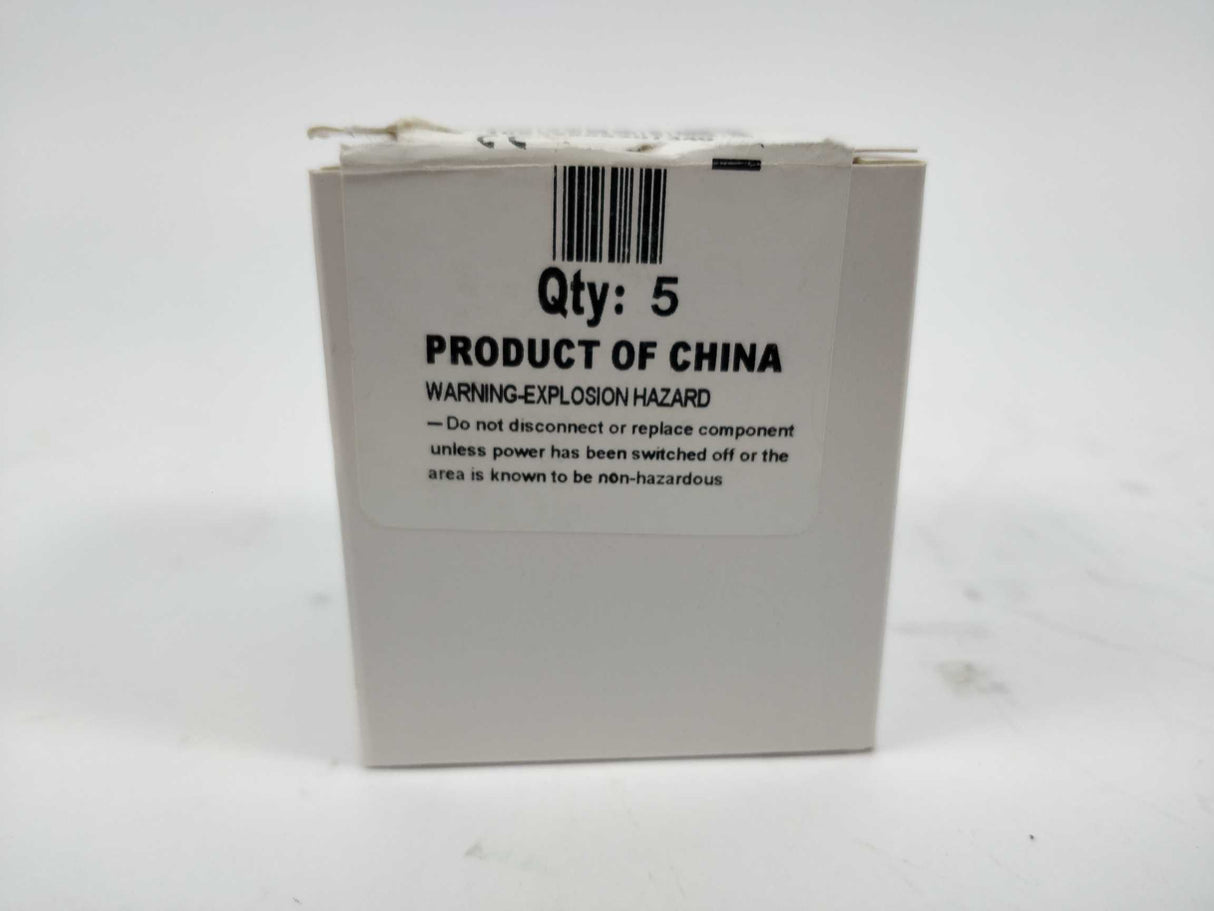 Qty: 5
PRODUCT OF CHINA
WARNING-EXPLOSION HAZARD
—Do not disconnect or replace component
unless power has been switched off or the
area is known to be non-hazardous